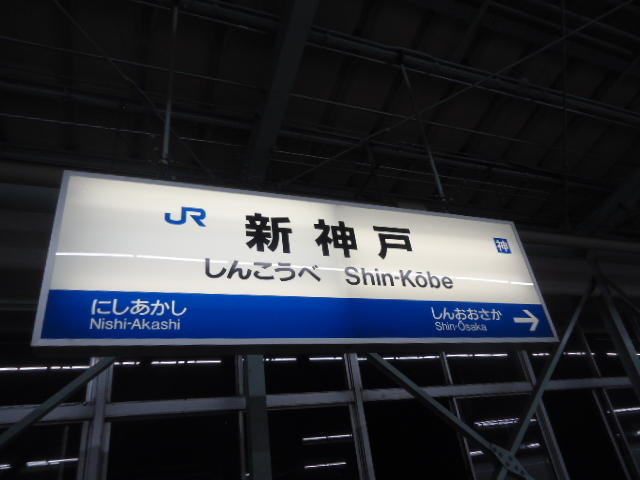 JR 新神戸 神
しんこうべ Shin-Kōbe
にしあかし しんおおさか
Nishi-Akashi Shin-Osaka →